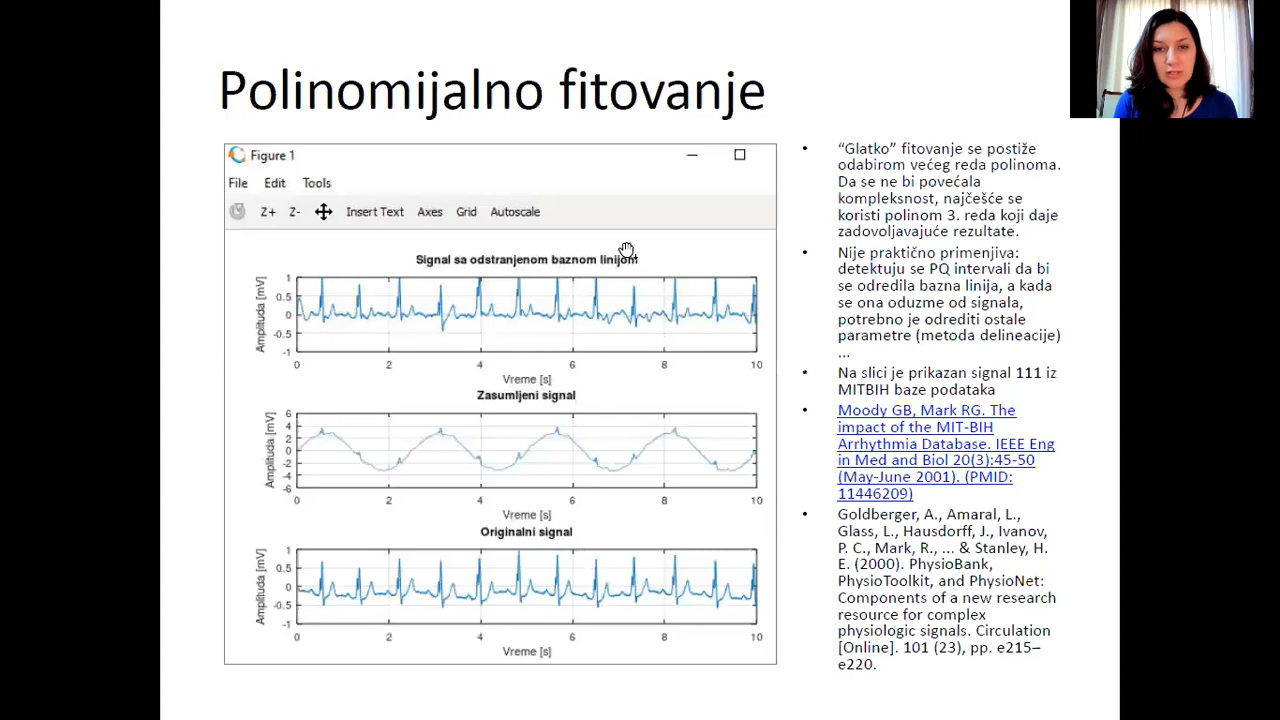 Polinomijalno fitovanje
Figure 1
File Edit Tools
Z+ Z- Insert Text Axes Grid Autoscale
Signal sa odstranjenom baznom linijom
Amplituda [mV]
1
0.5
0
-0.5
-1
0 2 4 6 8 10
Vreme [s]
Zasumljeni signal
Amplituda [mV]
6
4
2
0
-2
-4
-6
0 2 4 6 8 10
Vreme [s]
Originalni signal
Amplituda [mV]
1
0.5
0
-0.5
-1
0 2 4 6 8 10
Vreme [s]
• “Glatko” fitovanje se postiže
odabirom većeg reda polinoma.
Da se ne bi povećala
kompleksnost, najčešće se
koristi polinom 3. reda koji daje
zadovoljavajuće rezultate.
• Nije praktično primenjiva:
detektuju se PQ intervali da bi
se odredila bazna linija, a kada
se ona oduzme od signala,
potrebno je odrediti ostale
parametre (metoda delineacije)
...
• Na slici je prikazan signal 111 iz
MITBIH baze podataka
• Moody GB, Mark RG. The
impact of the MIT-BIH
Arrhythmia Database. IEEE Eng
in Med and Biol 20(3):45-50
(May-June 2001). (PMID:
11446209)
• Goldberger, A., Amaral, L.,
Glass, L., Hausdorff, J., Ivanov,
P. C., Mark, R., ... & Stanley, H.
E. (2000). PhysioBank,
PhysioToolkit, and PhysioNet:
Components of a new research
resource for complex
physiologic signals. Circulation
[Online]. 101 (23), pp. e215–
e220.